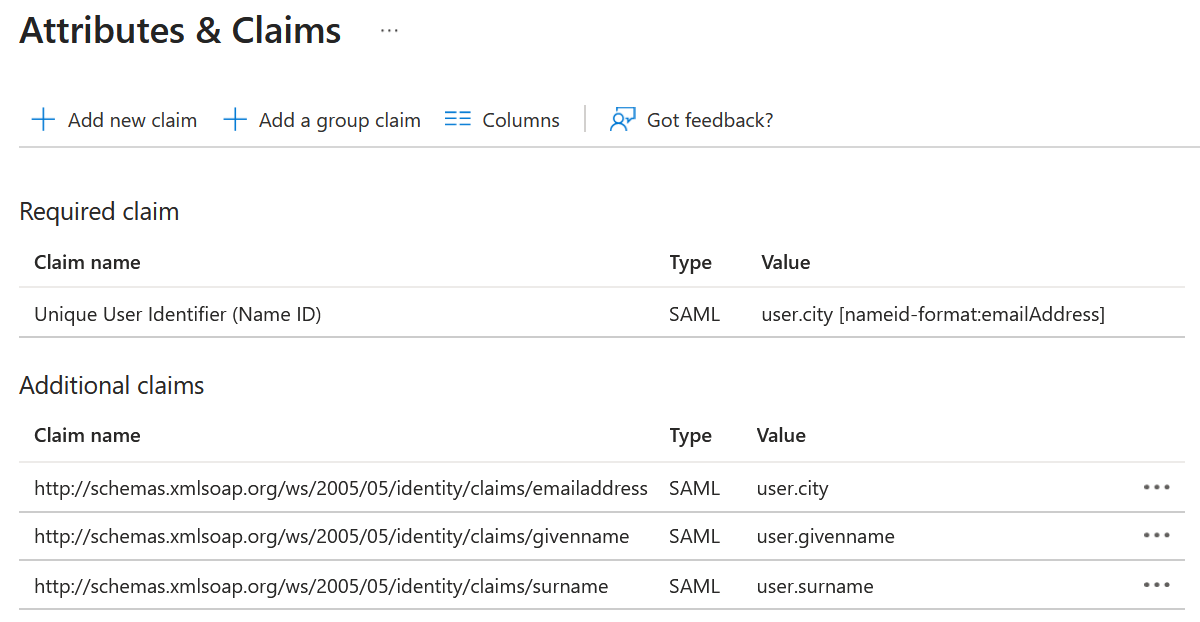 Attributes & Claims ...
Add new claim Add a group claim Columns Got feedback?
Required claim
Claim name Type Value
Unique User Identifier (Name ID) SAML user.city [nameid-format:emailAddress]
Additional claims
Claim name Type Value
http://schemas.xmlsoap.org/ws/2005/05/identity/claims/emailaddress SAML user.city
http://schemas.xmlsoap.org/ws/2005/05/identity/claims/givenname SAML user.givenname
http://schemas.xmlsoap.org/ws/2005/05/identity/claims/surname SAML user.surname